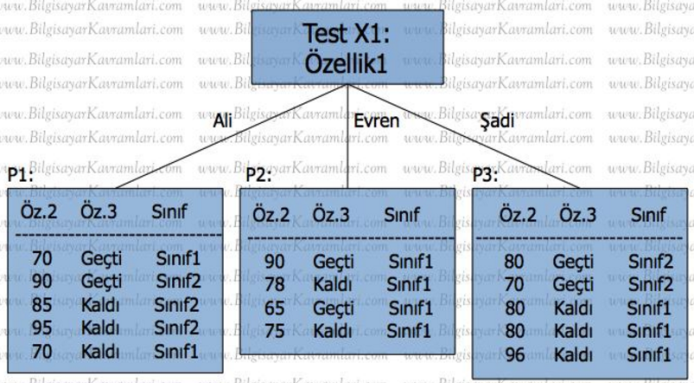 Test X1:
Özellik1
Ali
Evren
Şadi
P1:
Öz.2 Öz.3 Sınıf
70 Geçti Sınıf1
90 Geçti Sınıf2
85 Kaldı Sınıf2
95 Kaldı Sınıf2
70 Kaldı Sınıf1
P2:
Öz.2 Öz.3 Sınıf
90 Geçti Sınıf1
78 Kaldı Sınıf1
65 Geçti Sınıf1
75 Kaldı Sınıf1
P3:
Öz.2 Öz.3 Sınıf
80 Geçti Sınıf2
70 Geçti Sınıf2
80 Kaldı Sınıf1
80 Kaldı Sınıf1
96 Kaldı Sınıf1
www.BilgisayarKavramlari.com